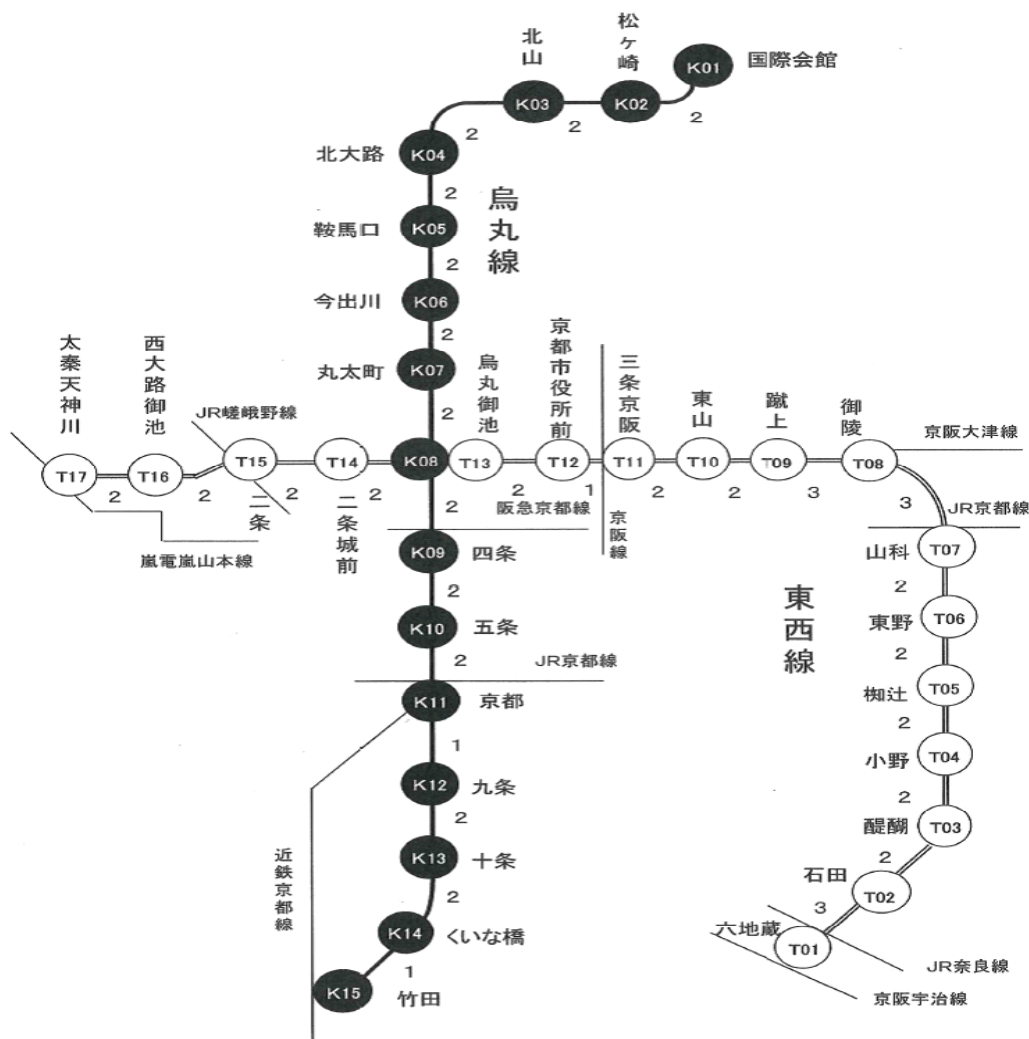 松ヶ崎
北山
K01
国際会館
K03
K02
2
2
2
北大路
K04
2
烏丸線
鞍馬口
K05
2
今出川
K06
2
丸太町
K07
2
太秦天神川
西大路御池
JR嵯峨野線
烏丸御池
京都市役所前
三条京阪
東山
蹴上
御陵
京阪大津線
T17
T16
T15
T14
K08
T13
T12
T11
T10
T09
T08
2
2
2
2
2
1
2
2
3
3
二条
二条城前
2
阪急京都線
京阪線
JR京都線
嵐電嵐山本線
K09
四条
山科
T07
2
東西線
2
K10
五条
東野
T06
2
JR京都線
2
K11
京都
椥辻
T05
1
2
K12
九条
小野
T04
2
2
近鉄京都線
K13
十条
醍醐
T03
2
2
石田
T02
K14
くいな橋
3
六地蔵
T01
1
JR奈良線
K15
竹田
京阪宇治線